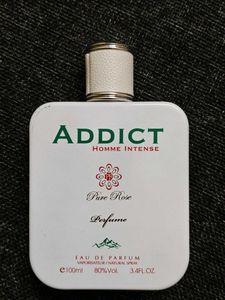 ADDICT
HOMME INTENSE
Pure Rose
Perfume
EAU DE PARFUM
VAPORISATEUR / NATURAL SPRAY
e100ml 80%Vol. 3.4FL.OZ